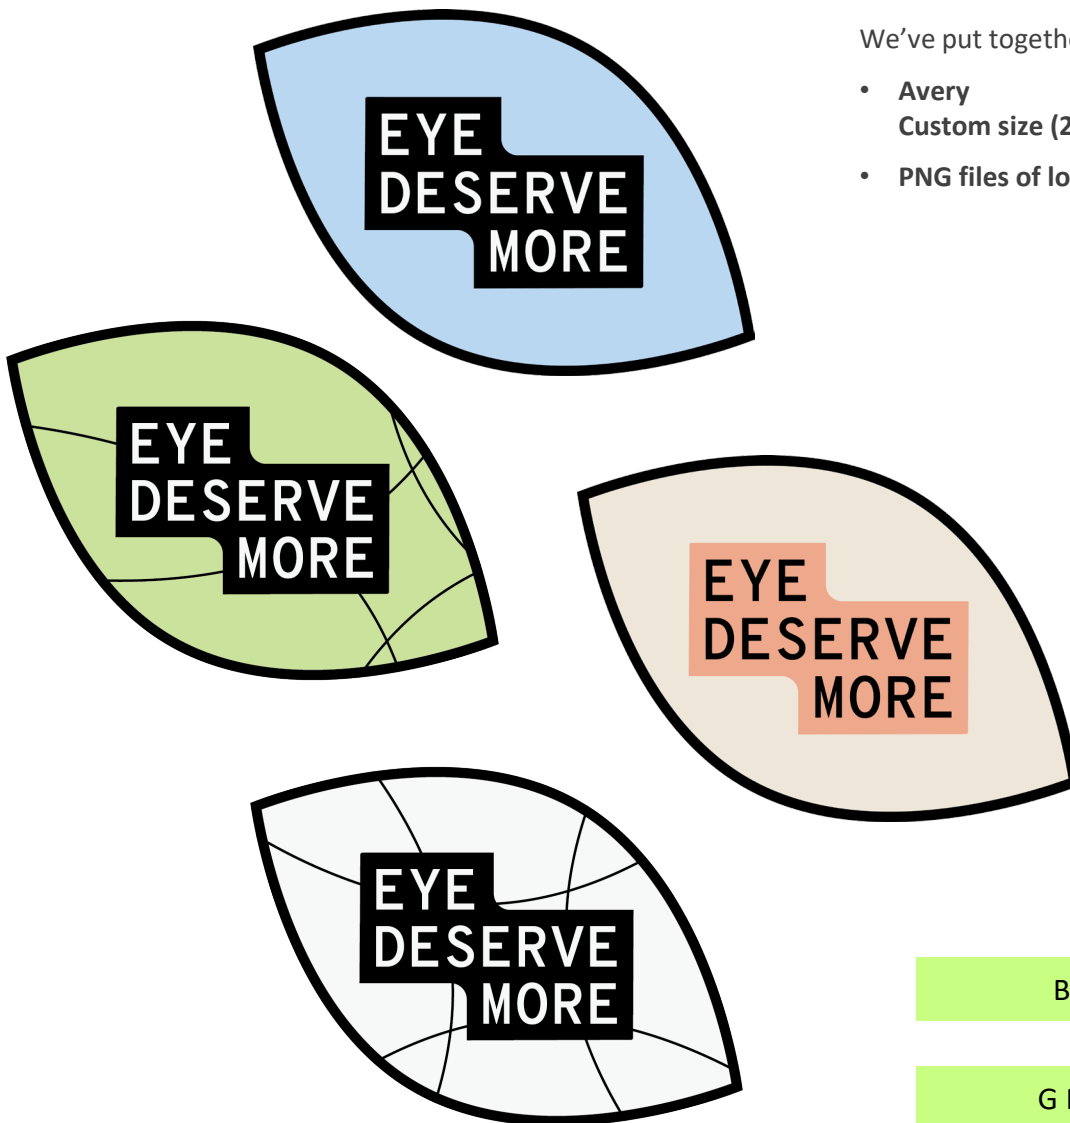 We've put togethe
• Avery
Custom size (2
• PNG files of lo
EYE
DESERVE
MORE
EYE
DESERVE
MORE
EYE
DESERVE
MORE
EYE
DESERVE
MORE
B
G